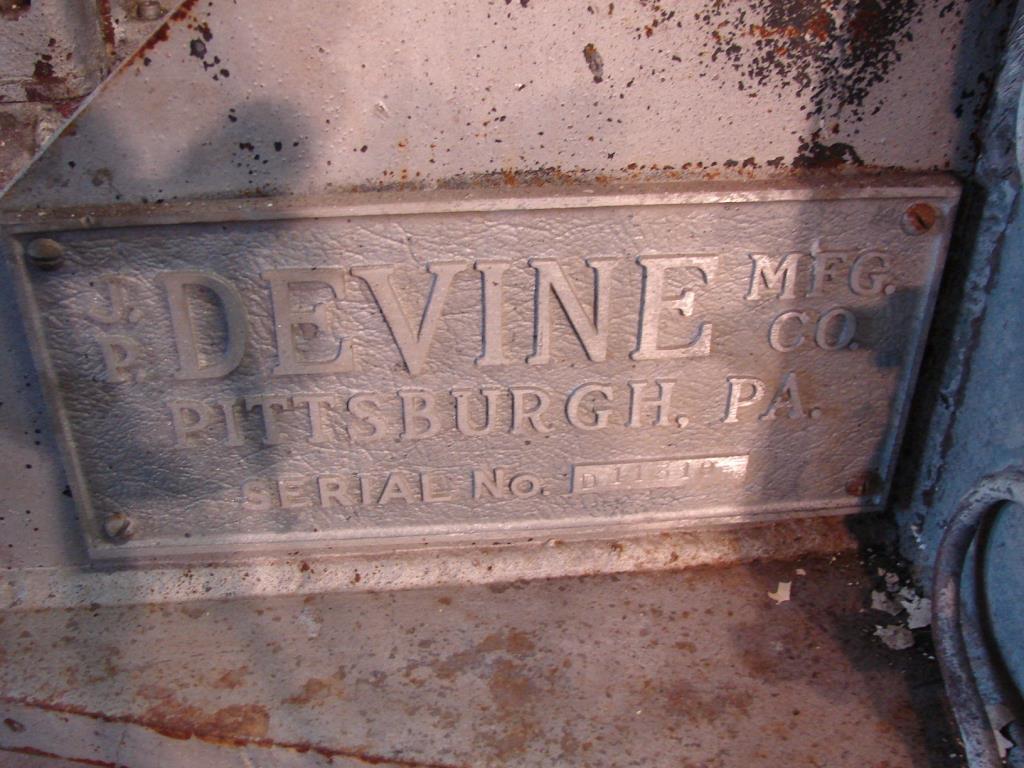 J. P. DEVINE MFG. CO.
PITTSBURGH, PA.
SERIAL No.